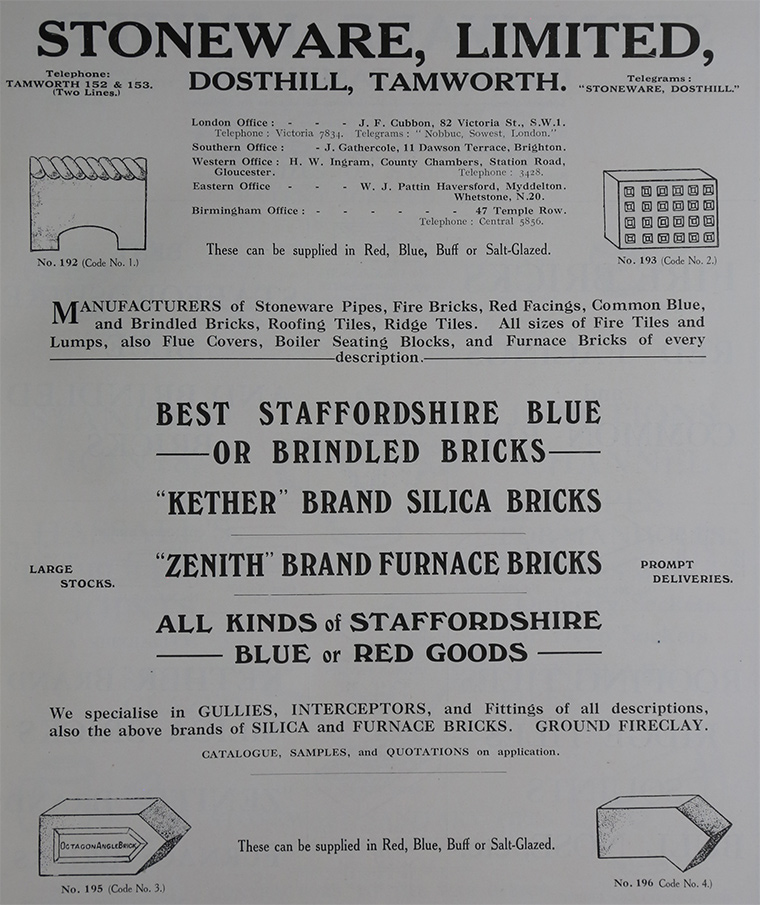 STONEWARE, LIMITED,
Telephone:
TAMWORTH 152 & 153.
(Two Lines.)
DOSTHILL, TAMWORTH.
Telegrams:
"STONEWARE, DOSTHILL."
London Office: - - - J. F. Cubbon, 82 Victoria St., S.W.1.
Telephone: Victoria 7834. Telegrams: "Nobbuc, Sowest, London."
Southern Office: - J. Gathercole, 11 Dawson Terrace, Brighton.
Western Office: H. W. Ingram, County Chambers, Station Road,
Gloucester. Telephone: 3428.
Eastern Office - - - W. J. Pattin Haversford, Myddelton.
Whetstone, N.20.
Birmingham Office: - - - - - - 47 Temple Row.
Telephone: Central 5856.
These can be supplied in Red, Blue, Buff or Salt-Glazed.
No. 192 (Code No. 1.)
No. 193 (Code No. 2.)
MANUFACTURERS of Stoneware Pipes, Fire Bricks, Red Facings, Common Blue,
and Brindled Bricks, Roofing Tiles, Ridge Tiles. All sizes of Fire Tiles and
Lumps, also Flue Covers, Boiler Seating Blocks, and Furnace Bricks of every
description.
BEST STAFFORDSHIRE BLUE
OR BRINDLED BRICKS
"KETHER" BRAND SILICA BRICKS
"ZENITH" BRAND FURNACE BRICKS
LARGE
STOCKS.
PROMPT
DELIVERIES.
ALL KINDS of STAFFORDSHIRE
BLUE or RED GOODS
We specialise in GULLIES, INTERCEPTORS, and Fittings of all descriptions,
also the above brands of SILICA and FURNACE BRICKS. GROUND FIRECLAY.
CATALOGUE, SAMPLES, and QUOTATIONS on application.
OCTAGON ANGLE BRICK
These can be supplied in Red, Blue, Buff or Salt-Glazed.
No. 195 (Code No. 3.)
No. 196 Code No. 4.)